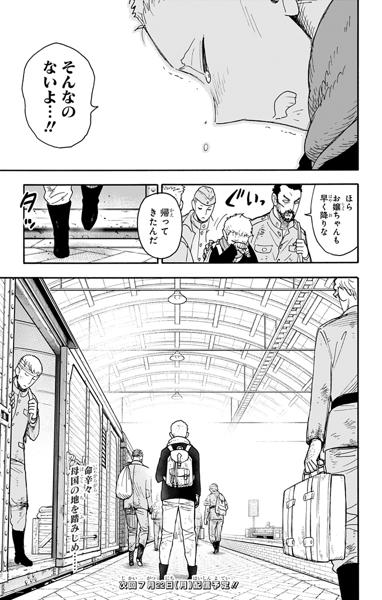 そんなの
ないよ…!!
ほら
お嬢ちゃんも
早く降りな
ぐいっ
帰って
きたんだ
タッ
命辛々
母国の地を踏みしめ……
次回7月22日(月)配信予定!!